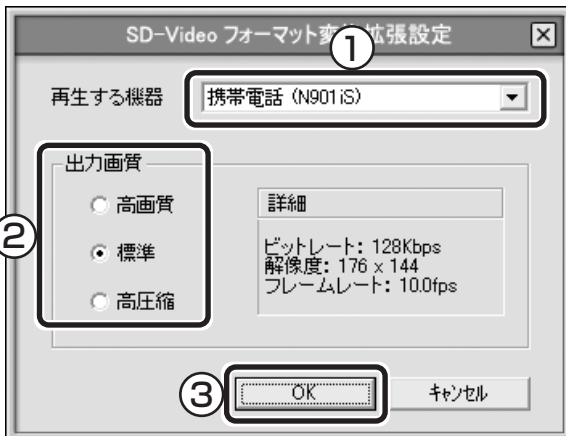 SD-Video フォーマット変換 拡張設定
①
再生する機器
携帯電話 (N901iS)
②
出力画質
高画質
標準
高圧縮
詳細
ビットレート: 128Kbps
解像度: 176 x 144
フレームレート: 10.0fps
③
OK
キャンセル